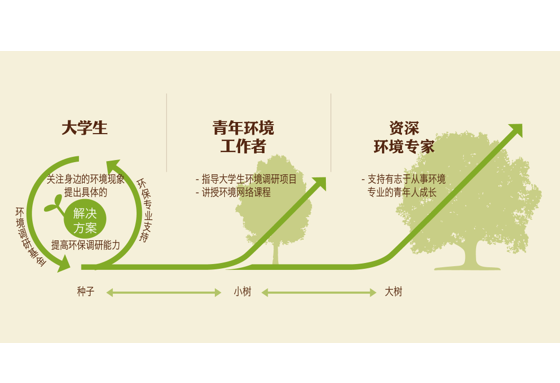 大学生
青年环境
工作者
资深
环境专家
关注身边的环境现象
提出具体的
解决
方案
提高环保调研能力
环境调研基金
环保专业支持
- 指导大学生环境调研项目
- 讲授环境网络课程
- 支持有志于从事环境
专业的青年人成长
种子
小树
大树